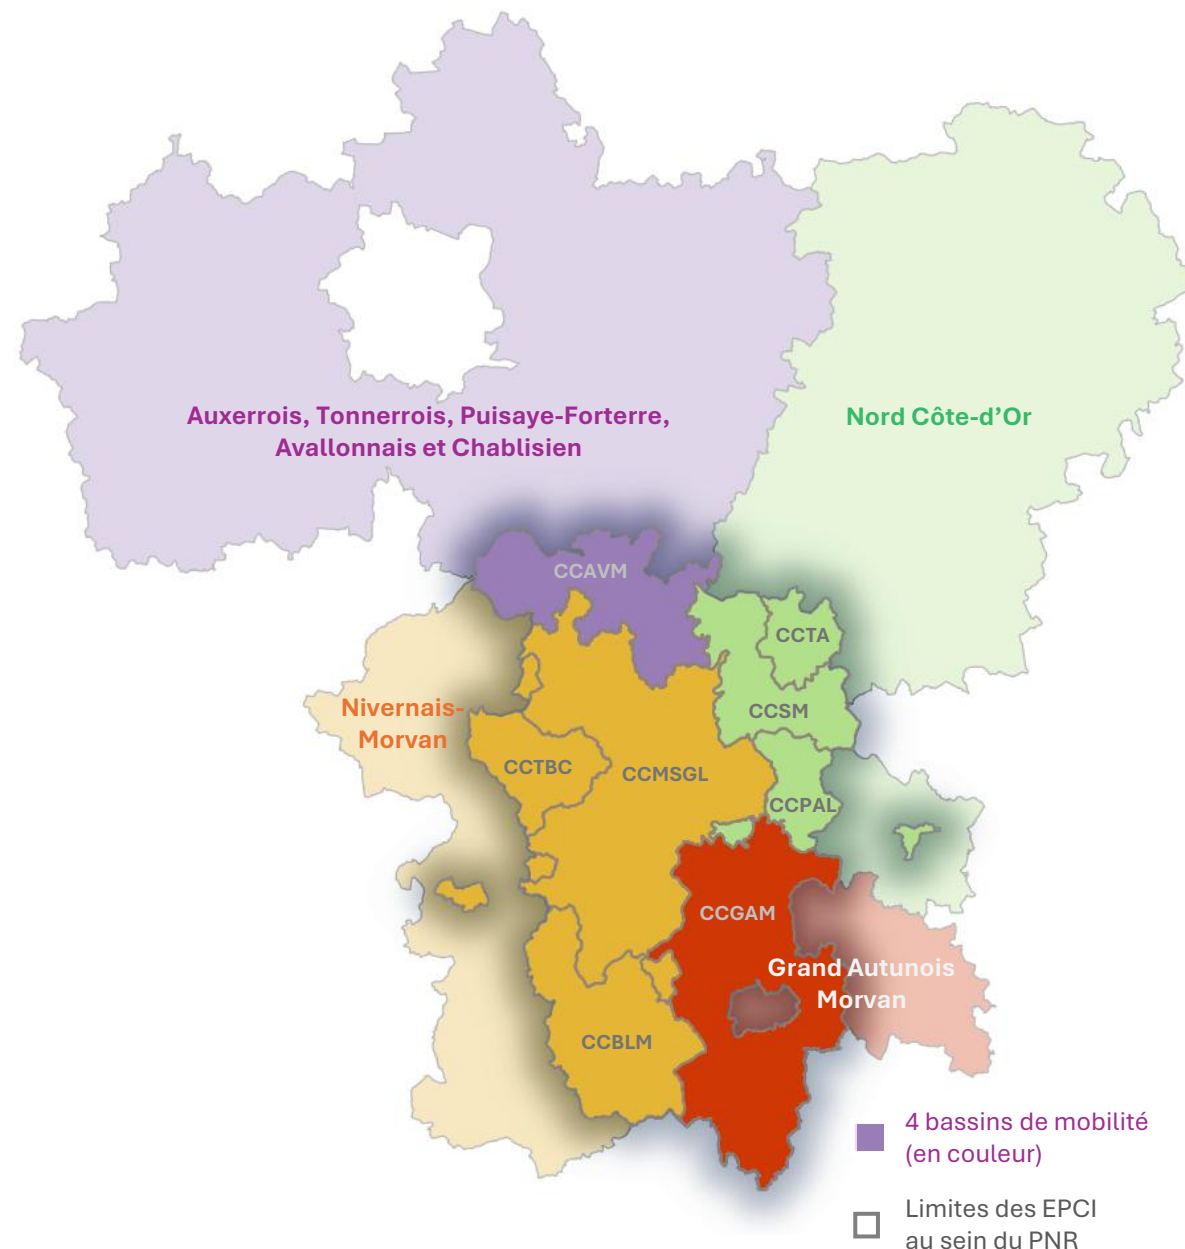 Auxerrois, Tonnerrois, Puisaye-Forterre,
Avallonnais et Chablisien
Nord Côte-d’Or
CCAVM
CCTA
Nivernais-
Morvan
CCSM
CCTBC
CCMSGL
CCPAL
CCGAM
Grand Autunois
Morvan
CCBLM
4 bassins de mobilité
(en couleur)
Limites des EPCI
au sein du PNR